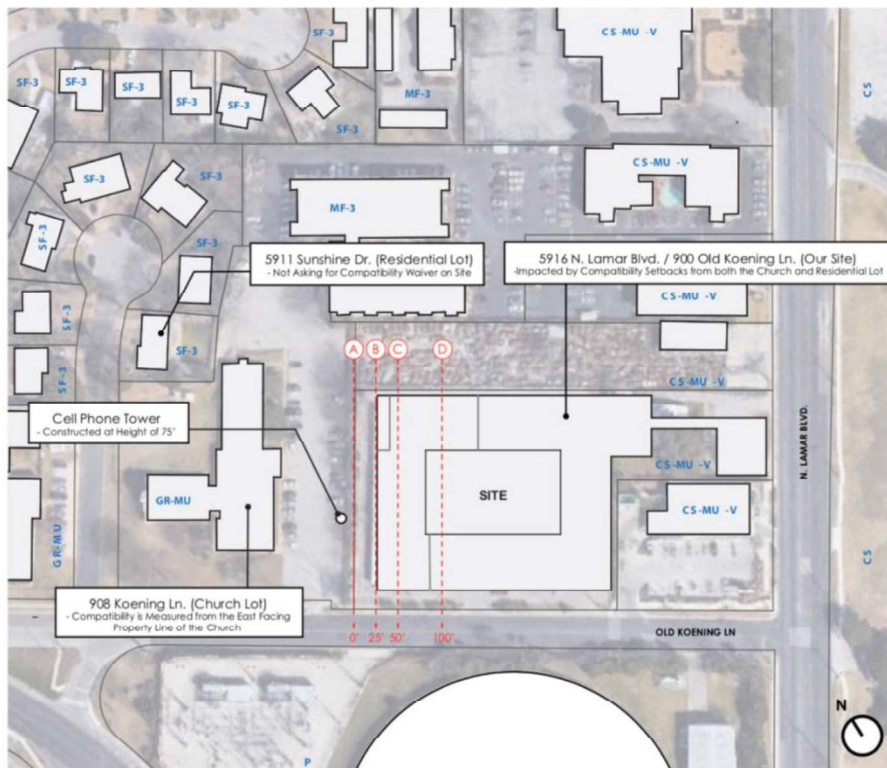 SF-3
CS-MU -V
SF-3
SF-3
SF-3
SF-3
SF-3
MF-3
CS
SF-3
CS-MU -V
SF-3
SF-3
MF-3
SF-3
SF-3
5911 Sunshine Dr. (Residential Lot)
- Not Asking for Compatibility Waiver on Site
5916 N. Lamar Blvd. / 900 Old Koening Ln. (Our Site)
-Impacted by Compatibility Setbacks from both the Church and Residential Lot
CS-MU -V
SF-3
SF-3
A B C D
SF-3
CS-MU -V
Cell Phone Tower
- Constructed at Height of 75'
N. LAMAR BLVD.
CS-MU -V
GR-MU
SITE
CS-MU -V
GR-MU
CS
908 Koening Ln. (Church Lot)
- Compatibility is Measured from the East Facing
Property Line of the Church
0' 25' 50' 100'
OLD KOENING LN
N
P